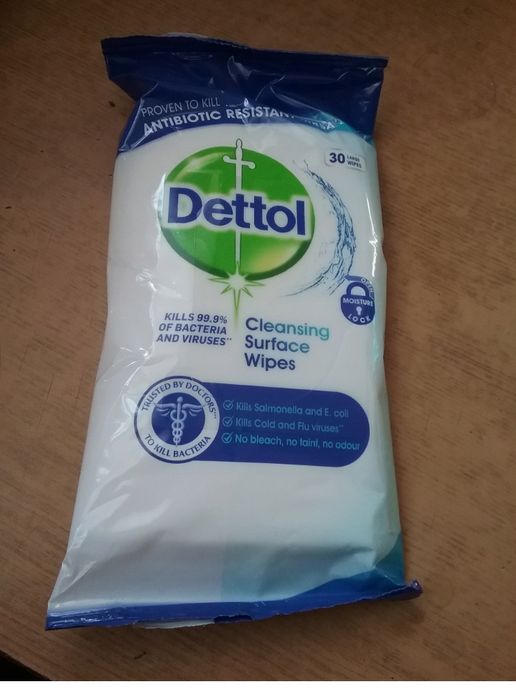 PROVEN TO KILL
ANTIBIOTIC RESISTANT
30 LARGE WIPES
Dettol
OPEN
MOISTURE
LOCK
KILLS 99.9%
OF BACTERIA
AND VIRUSES**
Cleansing
Surface
Wipes
TRUSTED BY DOCTORS***
TO KILL BACTERIA
Kills Salmonella and E. coli
Kills Cold and Flu viruses**
No bleach, no taint, no odour